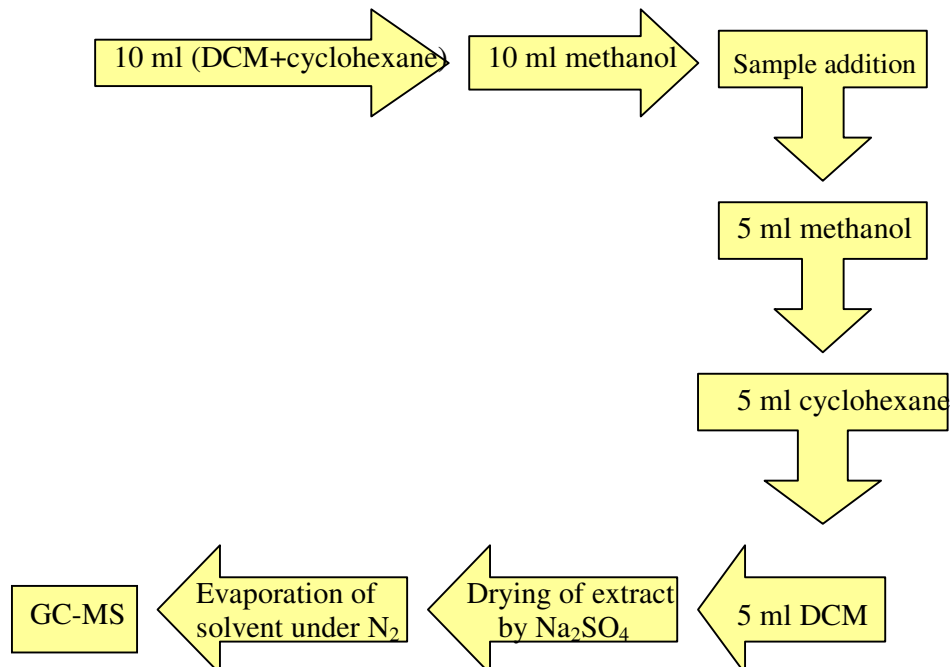 10 ml (DCM+cyclohexane)
10 ml methanol
Sample addition
5 ml methanol
5 ml cyclohexane
5 ml DCM
Drying of extract
by Na₂SO₄
Evaporation of
solvent under N₂
GC-MS